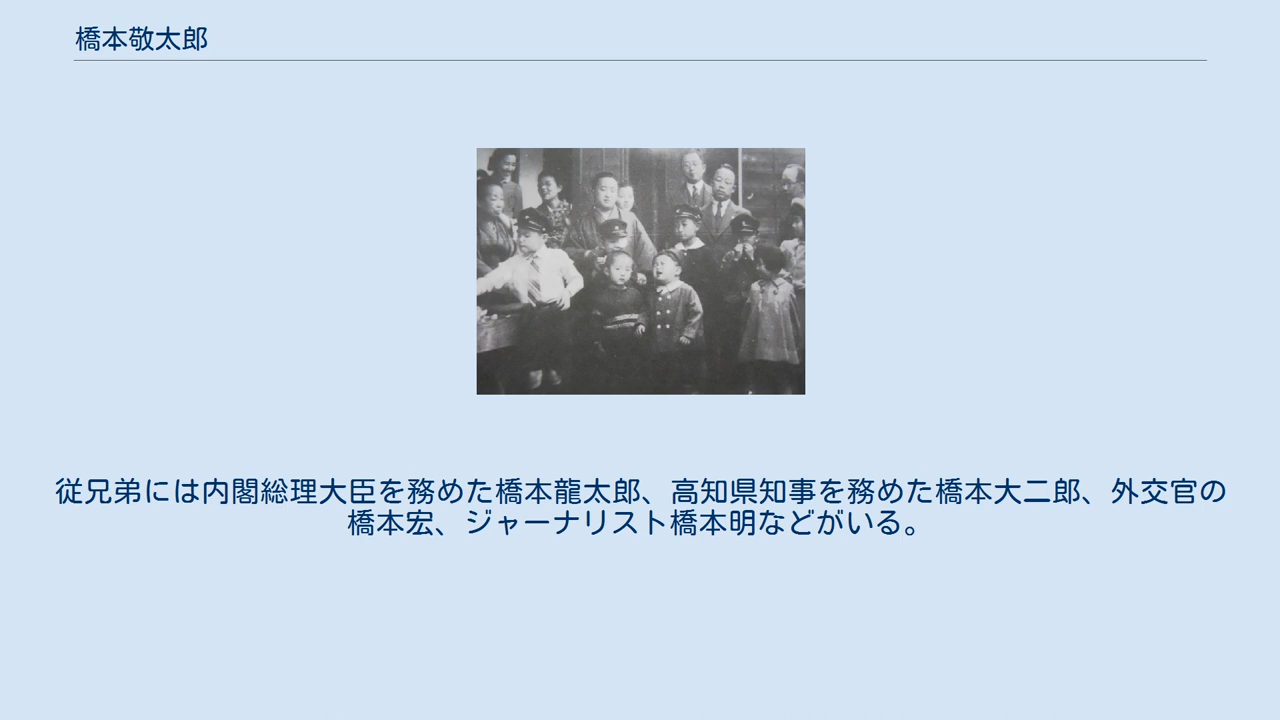 橋本敬太郎
従兄弟には内閣総理大臣を務めた橋本龍太郎、高知県知事を務めた橋本大二郎、外交官の
橋本宏、ジャーナリスト橋本明などがいる。